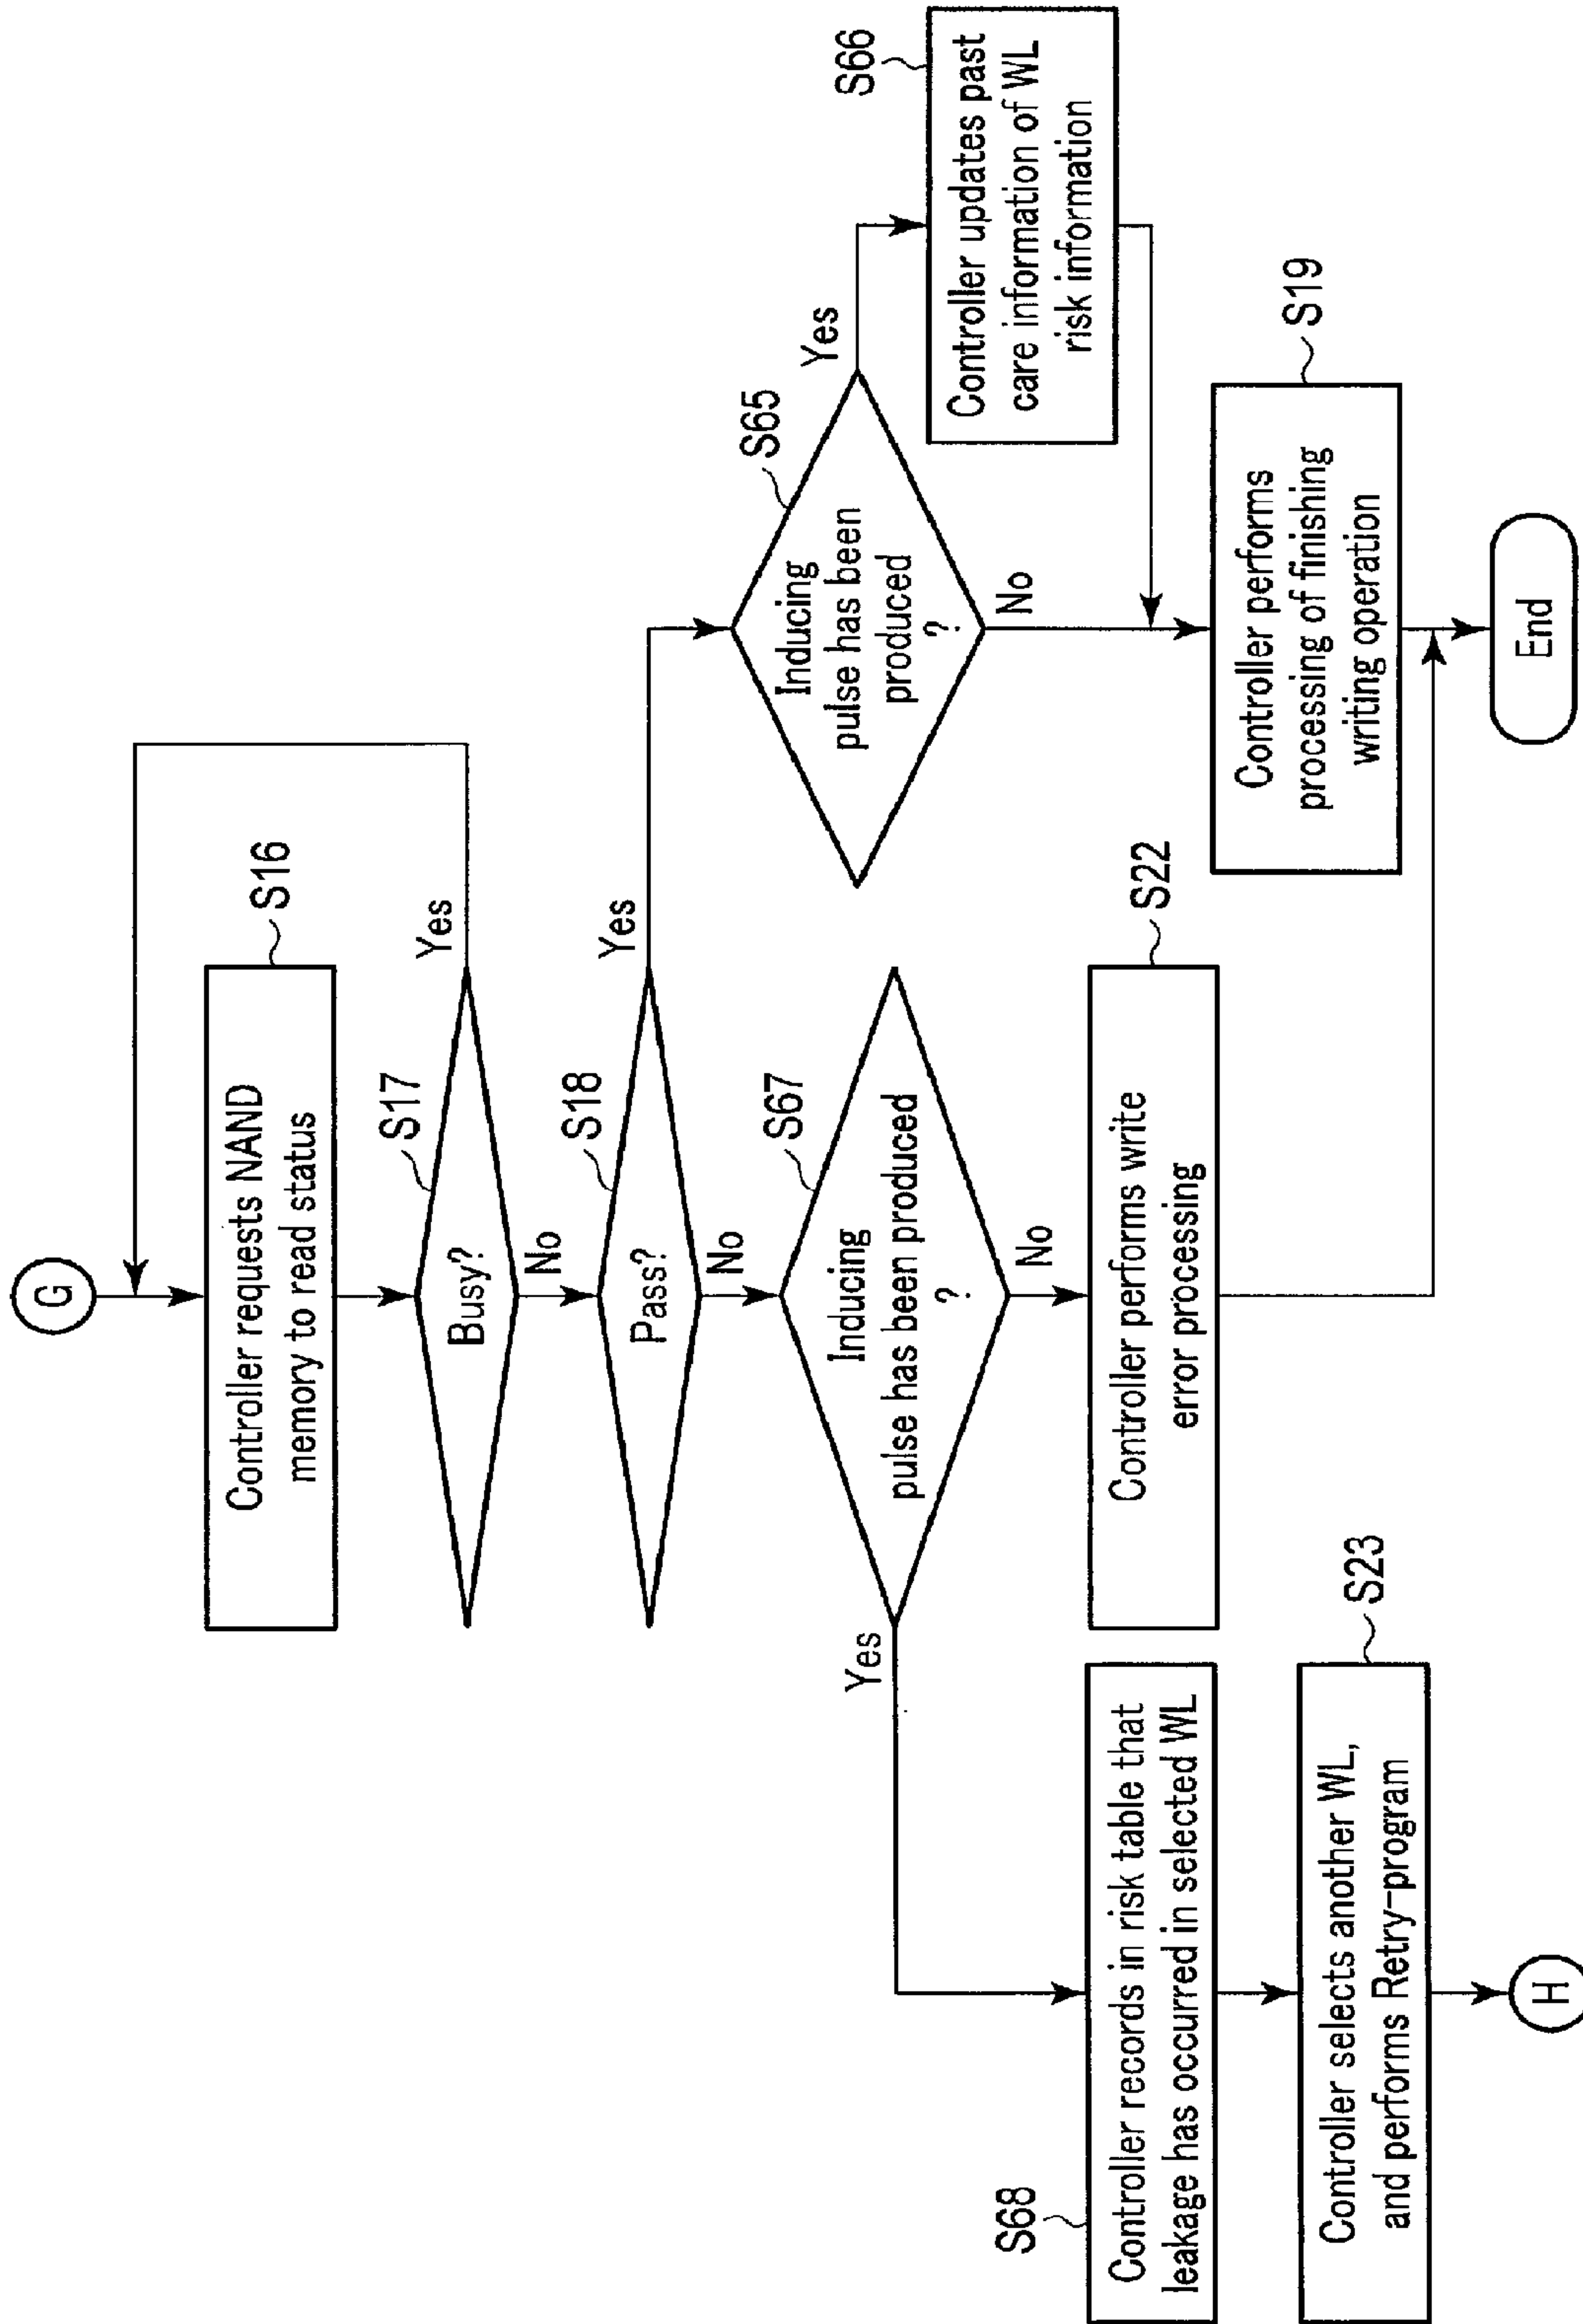 G
Controller requests NAND
memory to read status
S16
Busy?
S17
Yes
No
Pass?
S18
Yes
No
Inducing
pulse has been produced
?
S67
Yes
No
Inducing
pulse has been
produced
?
S65
Yes
No
Controller updates past
care information of WL
risk information
S66
S68
Controller records in risk table that
leakage has occurred in selected WL
Controller performs write
error processing
S22
Controller performs
processing of finishing
writing operation
S19
Controller selects another WL,
and performs Retry-program
S23
H
End